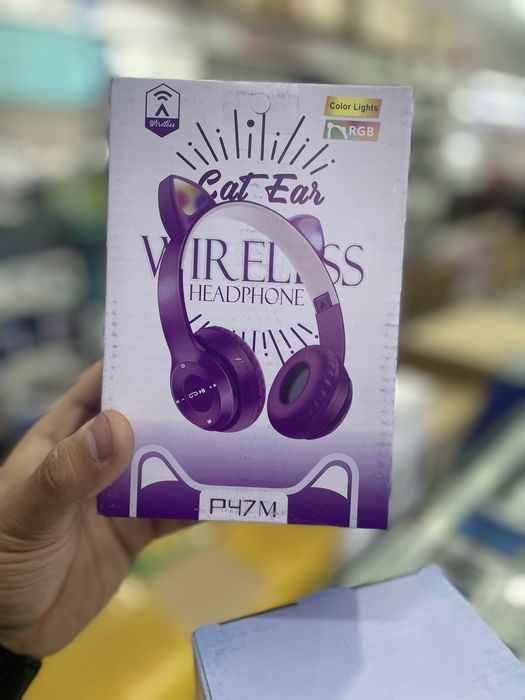 Wireless
Color Lights
RGB
Cat Ear
WIRELESS
HEADPHONE
P47M